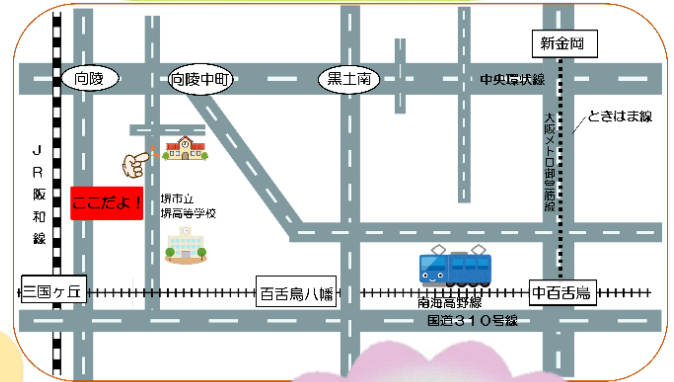 新金岡
向陵
向陵中町
黒土南
中央環状線
ときはま線
大阪メトロ御堂筋線
JR阪和線
ここだよ！
堺市立
堺高等学校
三国ヶ丘
百舌鳥八幡
中百舌鳥
南海高野線
国道310号線